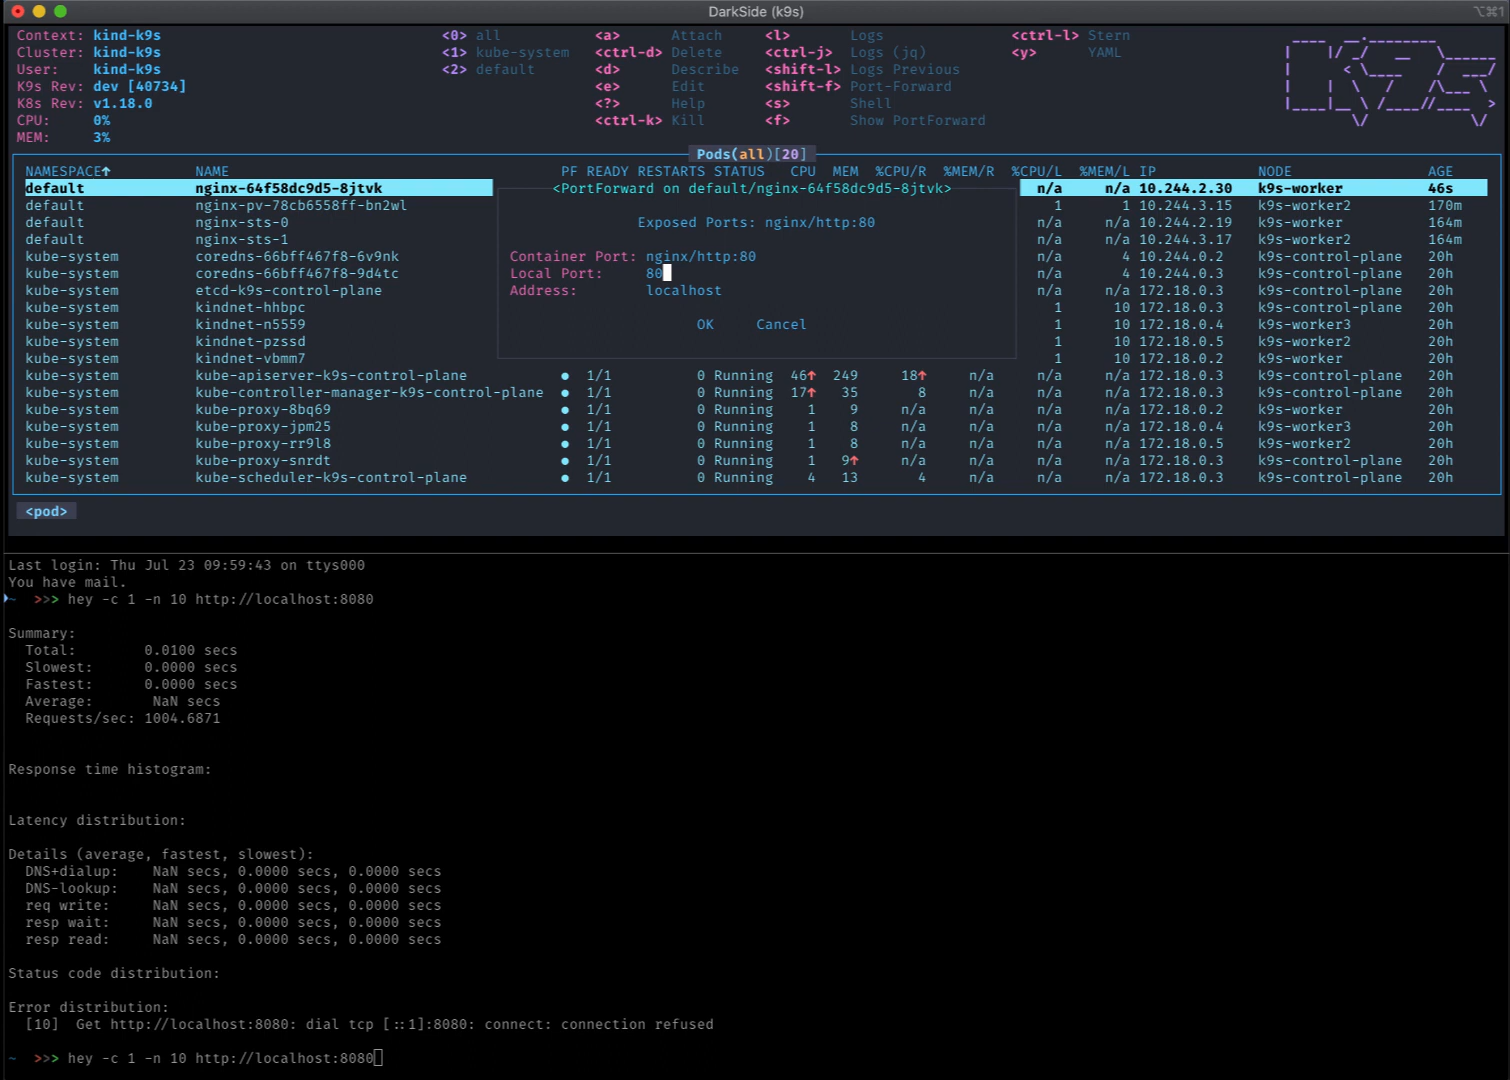 DarkSide (k9s) ⌥⌘1
Context: kind-k9s <0> all <a> Attach <l> Logs <ctrl-l> Stern
Cluster: kind-k9s <1> kube-system <ctrl-d> Delete <ctrl-j> Logs (jq) <y> YAML
User: kind-k9s <2> default <d> Describe <shift-l> Logs Previous
K9s Rev: dev [40734] <e> Edit <shift-f> Port-Forward
K8s Rev: v1.18.0 <?> Help <s> Shell
CPU: 0% <ctrl-k> Kill <f> Show PortForward
MEM: 3%
Pods(all)[20]
NAMESPACE↑ NAME PF READY RESTARTS STATUS CPU MEM %CPU/R %MEM/R %CPU/L %MEM/L IP NODE AGE
default nginx-64f58dc9d5-8jtvk <PortForward on default/nginx-64f58dc9d5-8jtvk> n/a n/a 10.244.2.30 k9s-worker 46s
default nginx-pv-78cb6558ff-bn2wl 1 1 10.244.3.15 k9s-worker2 170m
default nginx-sts-0 Exposed Ports: nginx/http:80 n/a n/a 10.244.2.19 k9s-worker 164m
default nginx-sts-1 n/a n/a 10.244.3.17 k9s-worker2 164m
kube-system coredns-66bff467f8-6v9nk Container Port: nginx/http:80 n/a 4 10.244.0.2 k9s-control-plane 20h
kube-system coredns-66bff467f8-9d4tc Local Port: 80 n/a 4 10.244.0.3 k9s-control-plane 20h
kube-system etcd-k9s-control-plane Address: localhost n/a n/a 172.18.0.3 k9s-control-plane 20h
kube-system kindnet-hhbpc 1 10 172.18.0.3 k9s-control-plane 20h
kube-system kindnet-n5559 OK Cancel 1 10 172.18.0.4 k9s-worker3 20h
kube-system kindnet-pzssd 1 10 172.18.0.5 k9s-worker2 20h
kube-system kindnet-vbmm7 1 10 172.18.0.2 k9s-worker 20h
kube-system kube-apiserver-k9s-control-plane ● 1/1 0 Running 46↑ 249 18↑ n/a n/a n/a 172.18.0.3 k9s-control-plane 20h
kube-system kube-controller-manager-k9s-control-plane ● 1/1 0 Running 17↑ 35 8 n/a n/a n/a 172.18.0.3 k9s-control-plane 20h
kube-system kube-proxy-8bq69 ● 1/1 0 Running 1 9 n/a n/a n/a n/a 172.18.0.2 k9s-worker 20h
kube-system kube-proxy-jpm25 ● 1/1 0 Running 1 8 n/a n/a n/a n/a 172.18.0.4 k9s-worker3 20h
kube-system kube-proxy-rr9l8 ● 1/1 0 Running 1 8 n/a n/a n/a n/a 172.18.0.5 k9s-worker2 20h
kube-system kube-proxy-snrdt ● 1/1 0 Running 1 9↑ n/a n/a n/a n/a 172.18.0.3 k9s-control-plane 20h
kube-system kube-scheduler-k9s-control-plane ● 1/1 0 Running 4 13 4 n/a n/a n/a 172.18.0.3 k9s-control-plane 20h
<pod>
Last login: Thu Jul 23 09:59:43 on ttys000
You have mail.
~ >>> hey -c 1 -n 10 http://localhost:8080
Summary:
Total: 0.0100 secs
Slowest: 0.0000 secs
Fastest: 0.0000 secs
Average: NaN secs
Requests/sec: 1004.6871
Response time histogram:
Latency distribution:
Details (average, fastest, slowest):
DNS+dialup: NaN secs, 0.0000 secs, 0.0000 secs
DNS-lookup: NaN secs, 0.0000 secs, 0.0000 secs
req write: NaN secs, 0.0000 secs, 0.0000 secs
resp wait: NaN secs, 0.0000 secs, 0.0000 secs
resp read: NaN secs, 0.0000 secs, 0.0000 secs
Status code distribution:
Error distribution:
[10] Get http://localhost:8080: dial tcp [::1]:8080: connect: connection refused
~ >>> hey -c 1 -n 10 http://localhost:8080